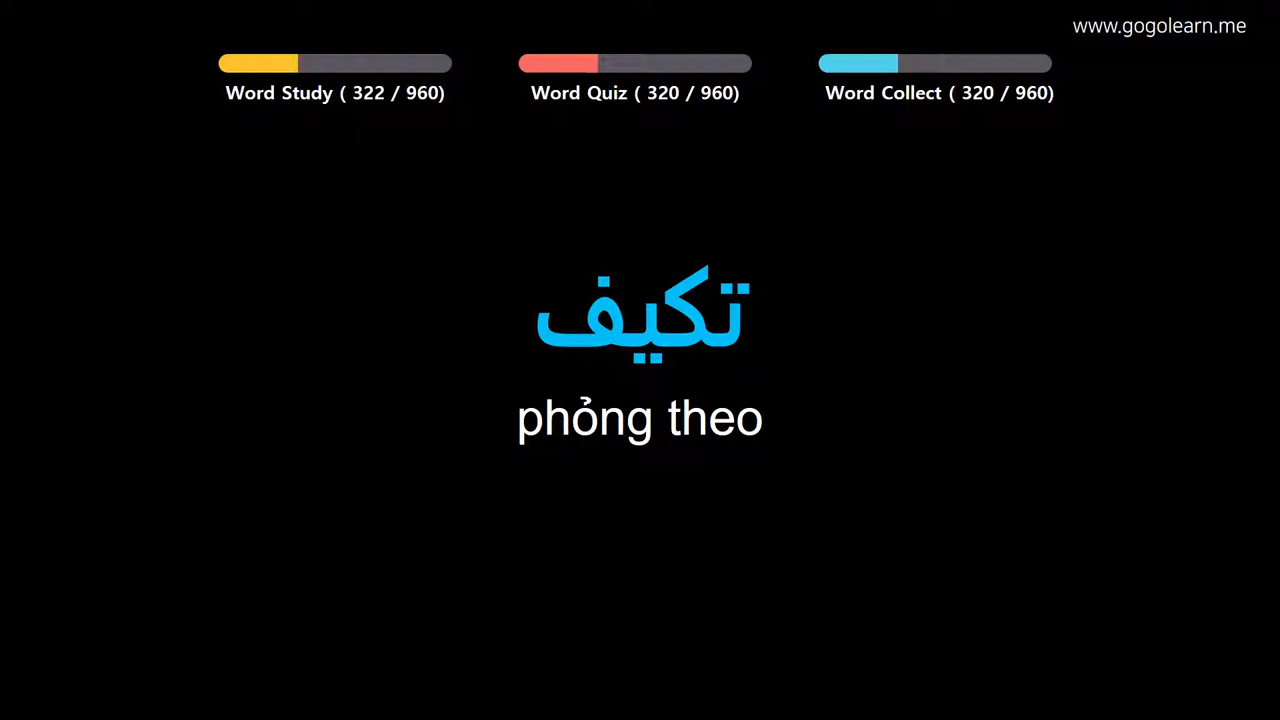 www.gogolearn.me
Word Study ( 322 / 960)
Word Quiz ( 320 / 960)
Word Collect ( 320 / 960)
تكيف
phỏng theo